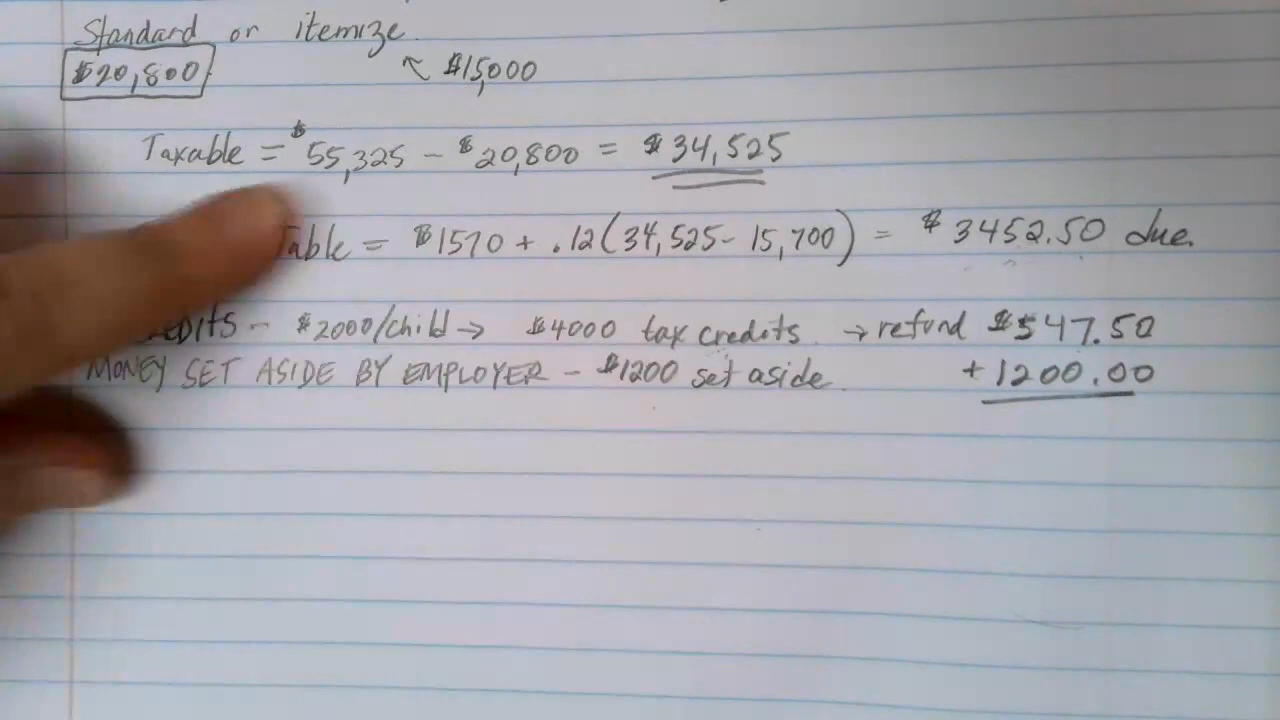 Standard or itemize.
$20,800 ↖ $15,000
Taxable = $55,325 - $20,800 = $34,525
Table = $1570 + .12(34,525 - 15,700) = $3452.50 due.
- $2000/child → $4000 tax credits → refund $547.50
MONEY SET ASIDE BY EMPLOYER - $1200 set aside. +1200.00